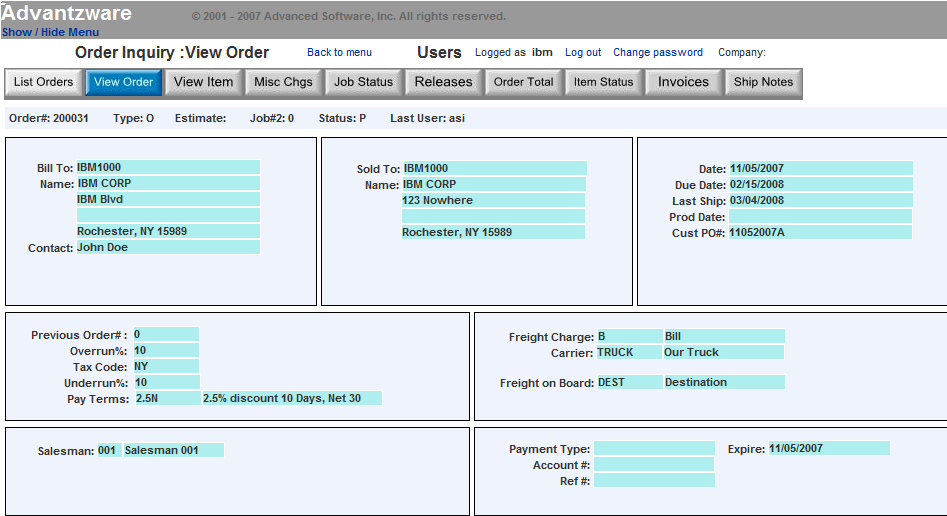 Advantzware © 2001 - 2007 Advanced Software, Inc. All rights reserved.
Show / Hide Menu
Order Inquiry :View Order Back to menu Users Logged as ibm Log out Change password Company:
List Orders View Order View Item Misc Chgs Job Status Releases Order Total Item Status Invoices Ship Notes
Order#: 200031 Type: O Estimate: Job#2: 0 Status: P Last User: asi
Bill To: IBM1000
Name: IBM CORP
IBM Blvd
Rochester, NY 15989
Contact: John Doe
Sold To: IBM1000
Name: IBM CORP
123 Nowhere
Rochester, NY 15989
Date: 11/05/2007
Due Date: 02/15/2008
Last Ship: 03/04/2008
Prod Date:
Cust PO#: 11052007A
Previous Order# : 0
Overrun%: 10
Tax Code: NY
Underrun%: 10
Pay Terms: 2.5N 2.5% discount 10 Days, Net 30
Freight Charge: B Bill
Carrier: TRUCK Our Truck
Freight on Board: DEST Destination
Salesman: 001 Salesman 001
Payment Type: Expire: 11/05/2007
Account #:
Ref #: